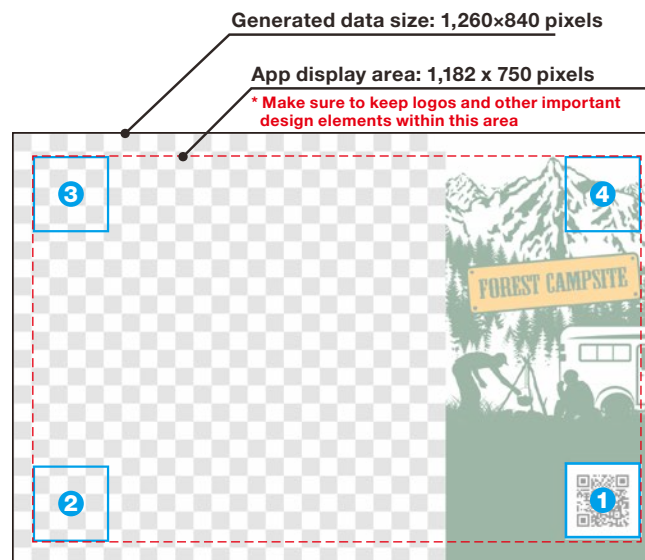 Generated data size: 1,260×840 pixels
App display area: 1,182 x 750 pixels
* Make sure to keep logos and other important
design elements within this area
3
4
FOREST CAMPSITE
2
1